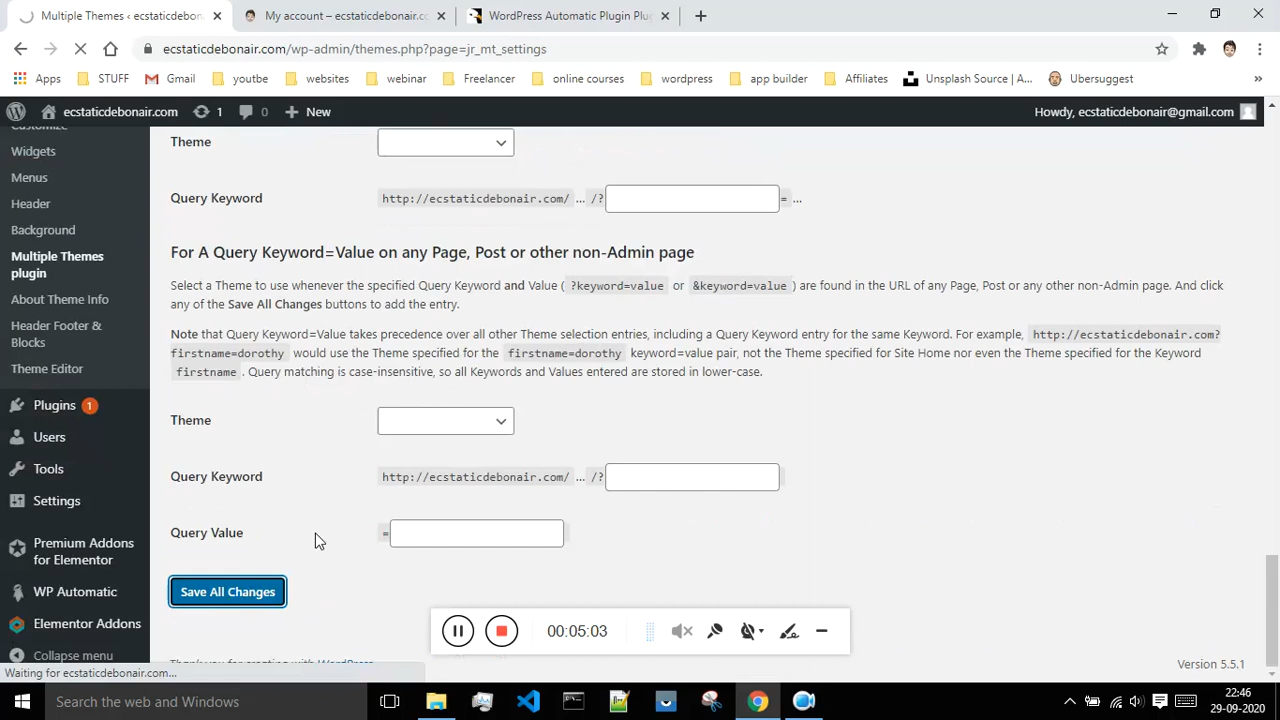 Multiple Themes ‹ ecstaticdebonair.
My account – ecstaticdebonair.com
WordPress Automatic Plugin Plug
ecstaticdebonair.com/wp-admin/themes.php?page=jr_mt_settings
Apps STUFF Gmail youtbe websites webinar Freelancer online courses wordpress app builder Affiliates Unsplash Source | A... Ubersuggest »
ecstaticdebonair.com 1 0 New Howdy, ecstaticdebonair@gmail.com
Customize
Widgets
Menus
Header
Background
Multiple Themes
plugin
About Theme Info
Header Footer &
Blocks
Theme Editor
Plugins 1
Users
Tools
Settings
Premium Addons
for Elementor
WP Automatic
Elementor Addons
Collapse menu
Theme
Query Keyword http://ecstaticdebonair.com/ ... /? = ...
For A Query Keyword=Value on any Page, Post or other non-Admin page
Select a Theme to use whenever the specified Query Keyword and Value ( ?keyword=value or &keyword=value ) are found in the URL of any Page, Post or any other non-Admin page. And click
any of the Save All Changes buttons to add the entry.
Note that Query Keyword=Value takes precedence over all other Theme selection entries, including a Query Keyword entry for the same Keyword. For example, http://ecstaticdebonair.com?
firstname=dorothy would use the Theme specified for the firstname=dorothy keyword=value pair, not the Theme specified for Site Home nor even the Theme specified for the Keyword
firstname . Query matching is case-insensitive, so all Keywords and Values entered are stored in lower-case.
Theme
Query Keyword http://ecstaticdebonair.com/ ... /?
Query Value =
Save All Changes
00:05:03
Thank you for creating with WordPress.
Version 5.5.1
Waiting for ecstaticdebonair.com...
Search the web and Windows
22:46
29-09-2020